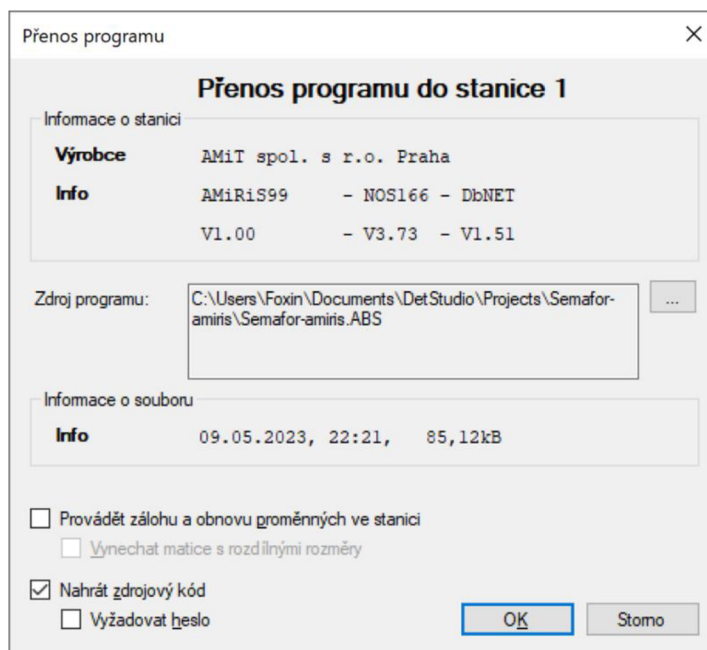 Přenos programu
Přenos programu do stanice 1
Informace o stanici
Výrobce AMiT spol. s r.o. Praha
Info AMiRiS99 - NOS166 - DbNET
V1.00 - V3.73 - V1.51
Zdroj programu: C:\Users\Foxin\Documents\DetStudio\Projects\Semafor- ...
amiris\Semafor-amiris.ABS
Informace o souboru
Info 09.05.2023, 22:21, 85,12kB
Provádět zálohu a obnovu proměnných ve stanici
Vynechat matice s rozdílnými rozměry
Nahrát zdrojový kód
Vyžadovat heslo OK Storno